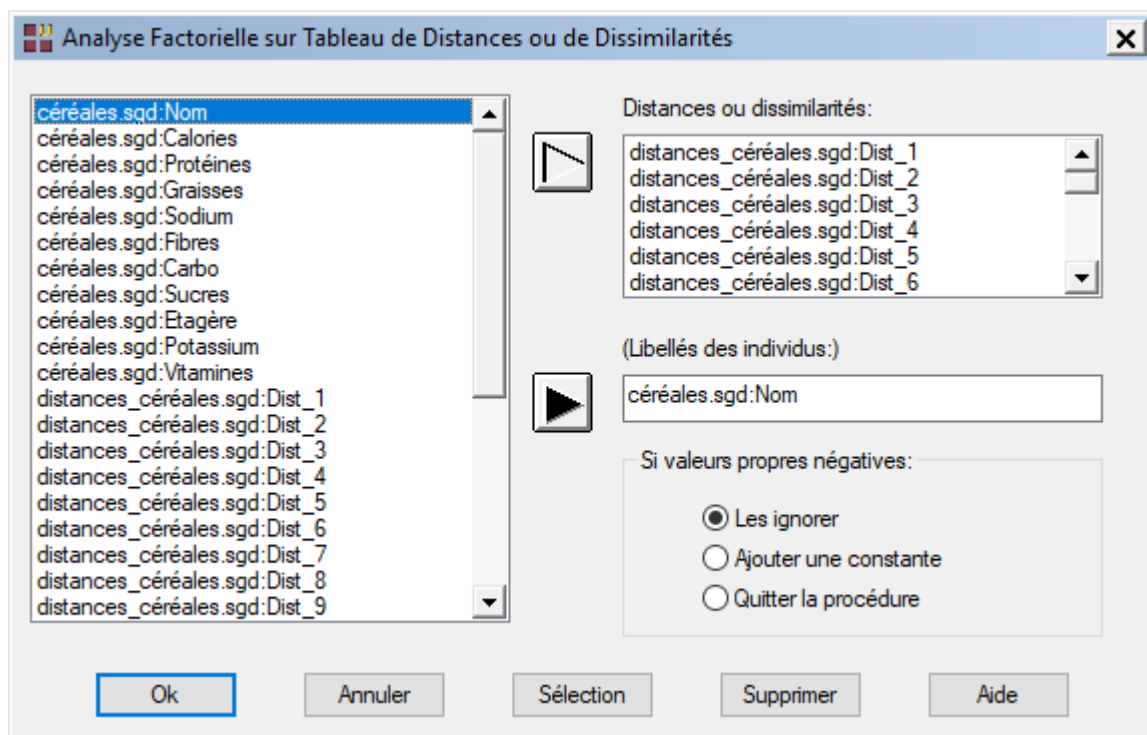 Analyse Factorielle sur Tableau de Distances ou de Dissimilarités
céréales.sgd:Nom
céréales.sgd:Calories
céréales.sgd:Protéines
céréales.sgd:Graisses
céréales.sgd:Sodium
céréales.sgd:Fibres
céréales.sgd:Carbo
céréales.sgd:Sucres
céréales.sgd:Etagère
céréales.sgd:Potassium
céréales.sgd:Vitamines
distances_céréales.sgd:Dist_1
distances_céréales.sgd:Dist_2
distances_céréales.sgd:Dist_3
distances_céréales.sgd:Dist_4
distances_céréales.sgd:Dist_5
distances_céréales.sgd:Dist_6
distances_céréales.sgd:Dist_7
distances_céréales.sgd:Dist_8
distances_céréales.sgd:Dist_9
Distances ou dissimilarités:
distances_céréales.sgd:Dist_1
distances_céréales.sgd:Dist_2
distances_céréales.sgd:Dist_3
distances_céréales.sgd:Dist_4
distances_céréales.sgd:Dist_5
distances_céréales.sgd:Dist_6
(Libellés des individus:)
céréales.sgd:Nom
Si valeurs propres négatives:
Les ignorer
Ajouter une constante
Quitter la procédure
Ok Annuler Sélection Supprimer Aide